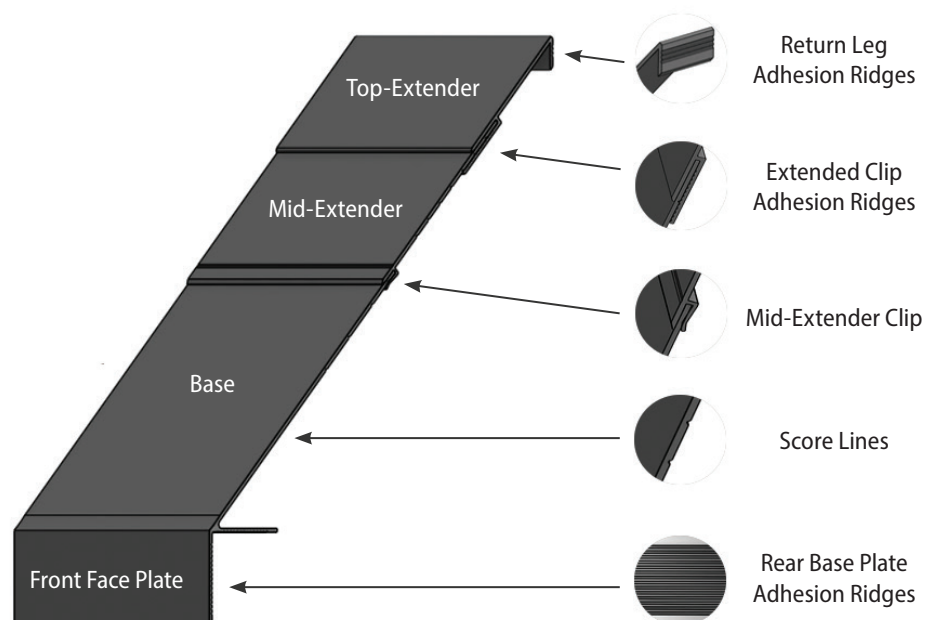 Top-Extender
Mid-Extender
Base
Front Face Plate
Return Leg
Adhesion Ridges
Extended Clip
Adhesion Ridges
Mid-Extender Clip
Score Lines
Rear Base Plate
Adhesion Ridges